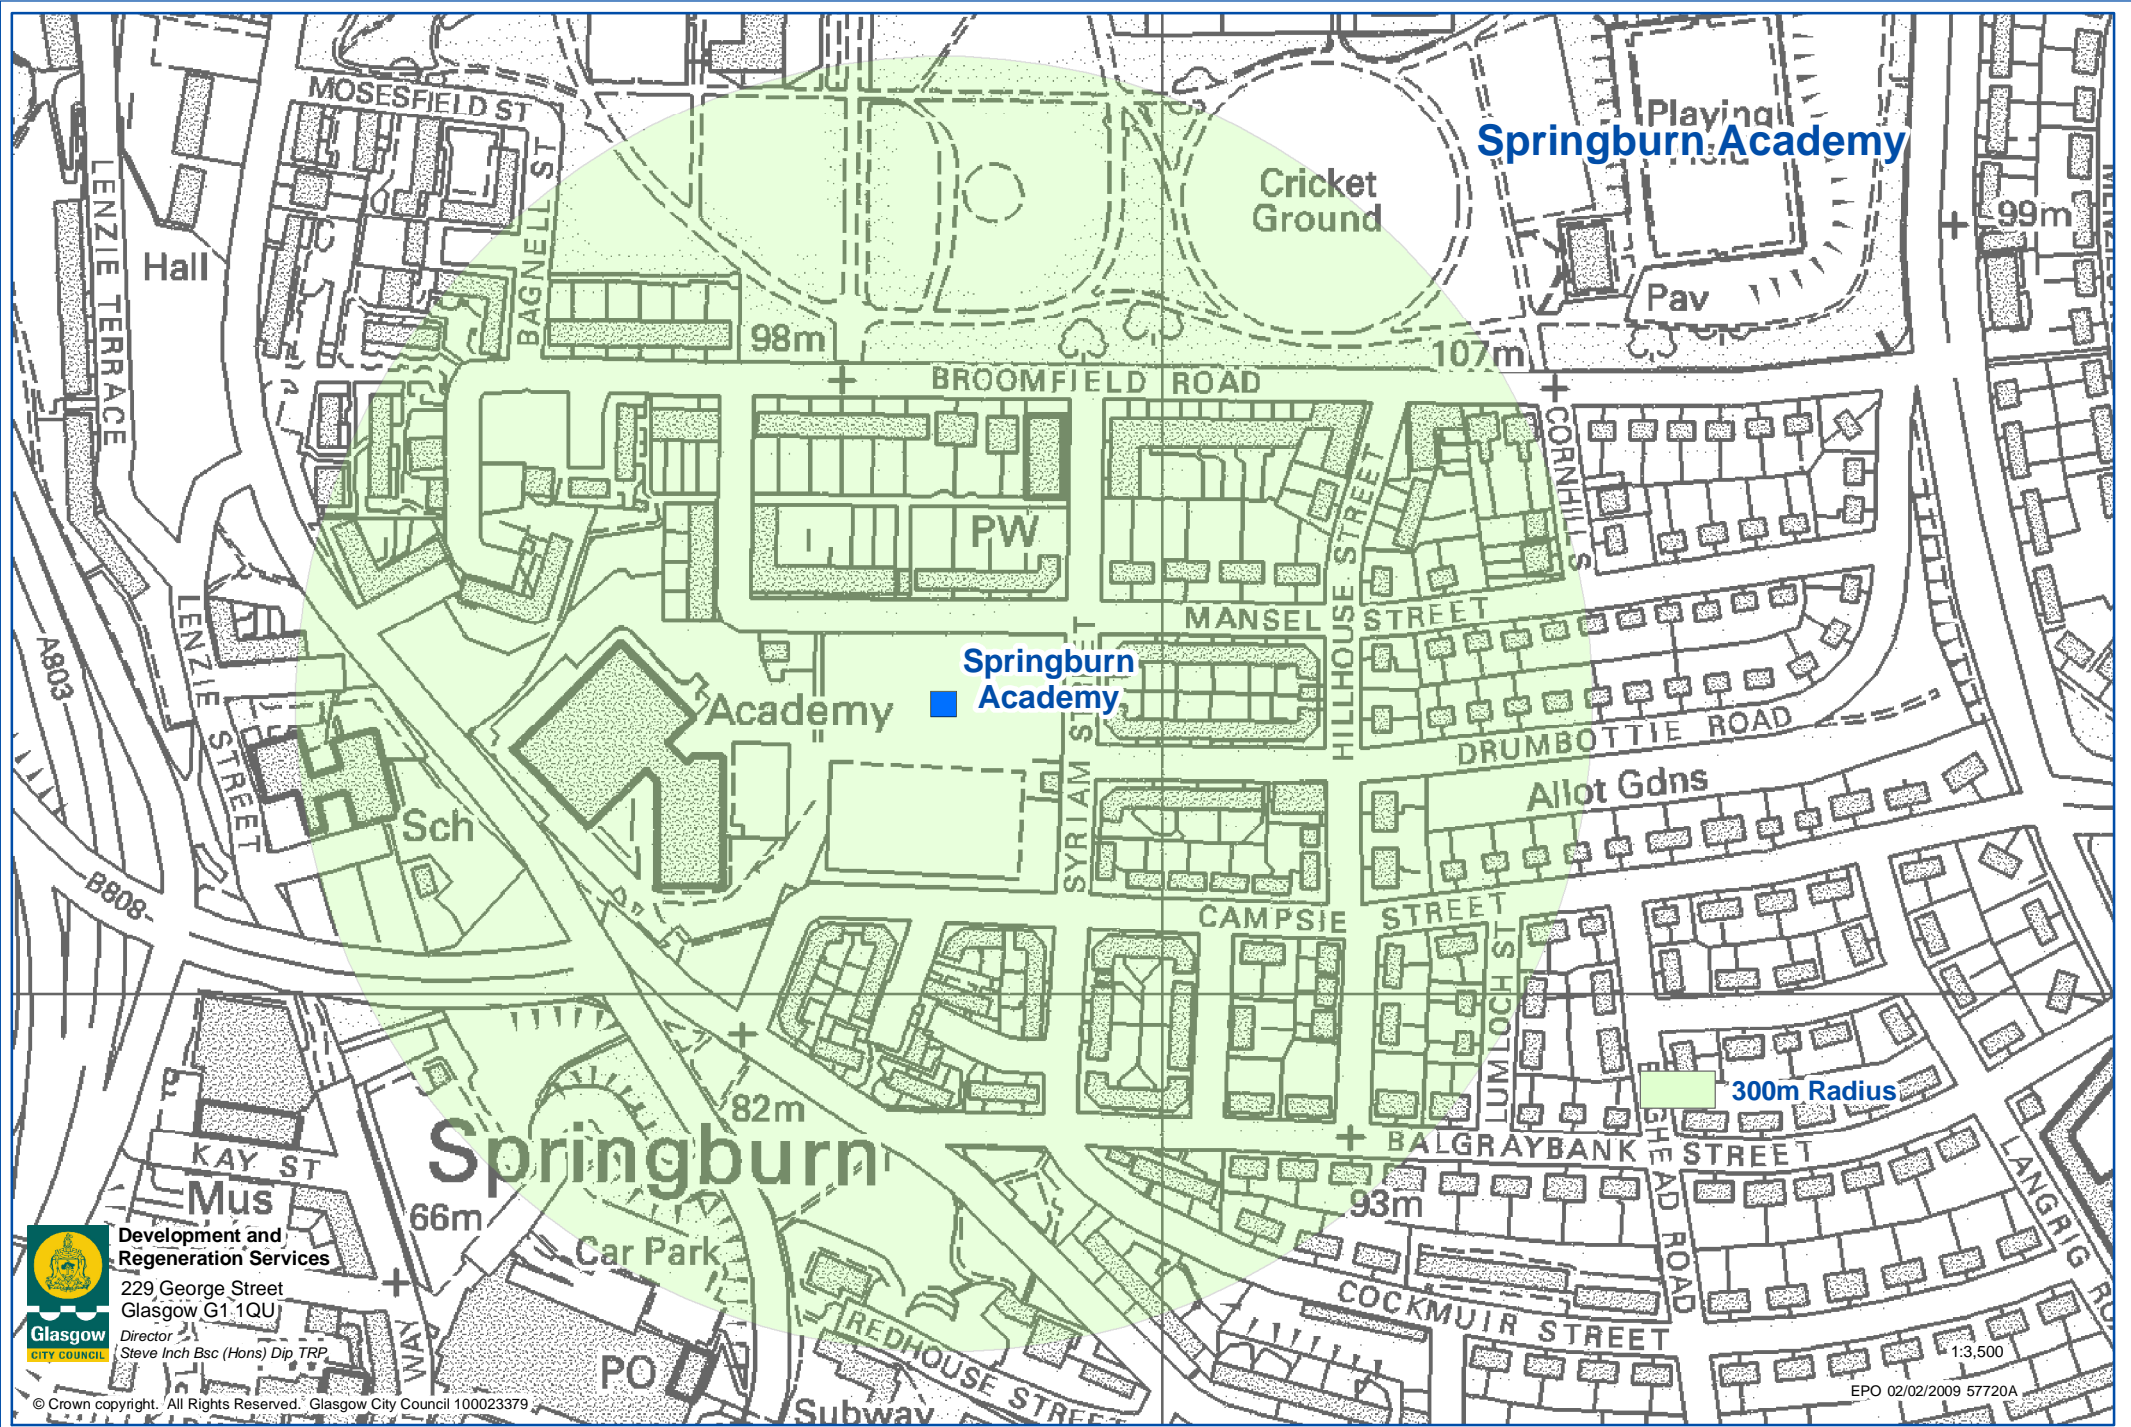 MOSESFIELD ST
Playing
Springburn Academy
LENZIE TERRACE
BAGNELL ST
Cricket
Ground
99m
Hall
Pav
98m
107m
BROOMFIELD ROAD
CORNHILL S
PW
HILLHOUSE STREET
MANSEL STREET
LENZIE STREET
A803
Springburn
Academy
Academy
SYRIAM STREET
DRUMBOTTIE ROAD
Allot Gdns
Sch
B808
CAMPSIE STREET
LUMLOCH ST
300m Radius
82m
Springburn
BALGRAYBANK STREET
KAY ST
Mus
66m
93m
GHEAD ROAD
LANGRIG RO
Car Park
Development and
Regeneration Services
229 George Street
Glasgow G1 1QU
Director
Steve Inch Bsc (Hons) Dip TRP
Glasgow
CITY COUNCIL
WAY
COCKMUIR STREET
REDHOUSE STREET
PO
1:3,500
EPO 02/02/2009 57720A
© Crown copyright. All Rights Reserved. Glasgow City Council 100023379
Subway